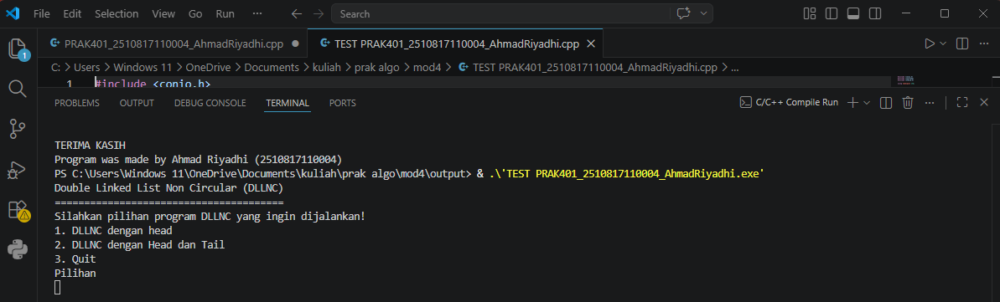 File Edit Selection View Go Run ··· Search
PRAK401_2510817110004_AhmadRiyadhi.cpp TEST PRAK401_2510817110004_AhmadRiyadhi.cpp
1
C: > Users > Windows 11 > OneDrive > Documents > kuliah > prak algo > mod4 > TEST PRAK401_2510817110004_AhmadRiyadhi.cpp > ...
1 #include <conio.h>
PROBLEMS OUTPUT DEBUG CONSOLE TERMINAL PORTS C/C++ Compile Run
TERIMA KASIH
Program was made by Ahmad Riyadhi (2510817110004)
PS C:\Users\Windows 11\OneDrive\Documents\kuliah\prak algo\mod4\output> & .\'TEST PRAK401_2510817110004_AhmadRiyadhi.exe'
Double Linked List Non Circular (DLLNC)
=======================================
Silahkan pilihan program DLLNC yang ingin dijalankan!
1. DLLNC dengan head
2. DLLNC dengan Head dan Tail
3. Quit
Pilihan